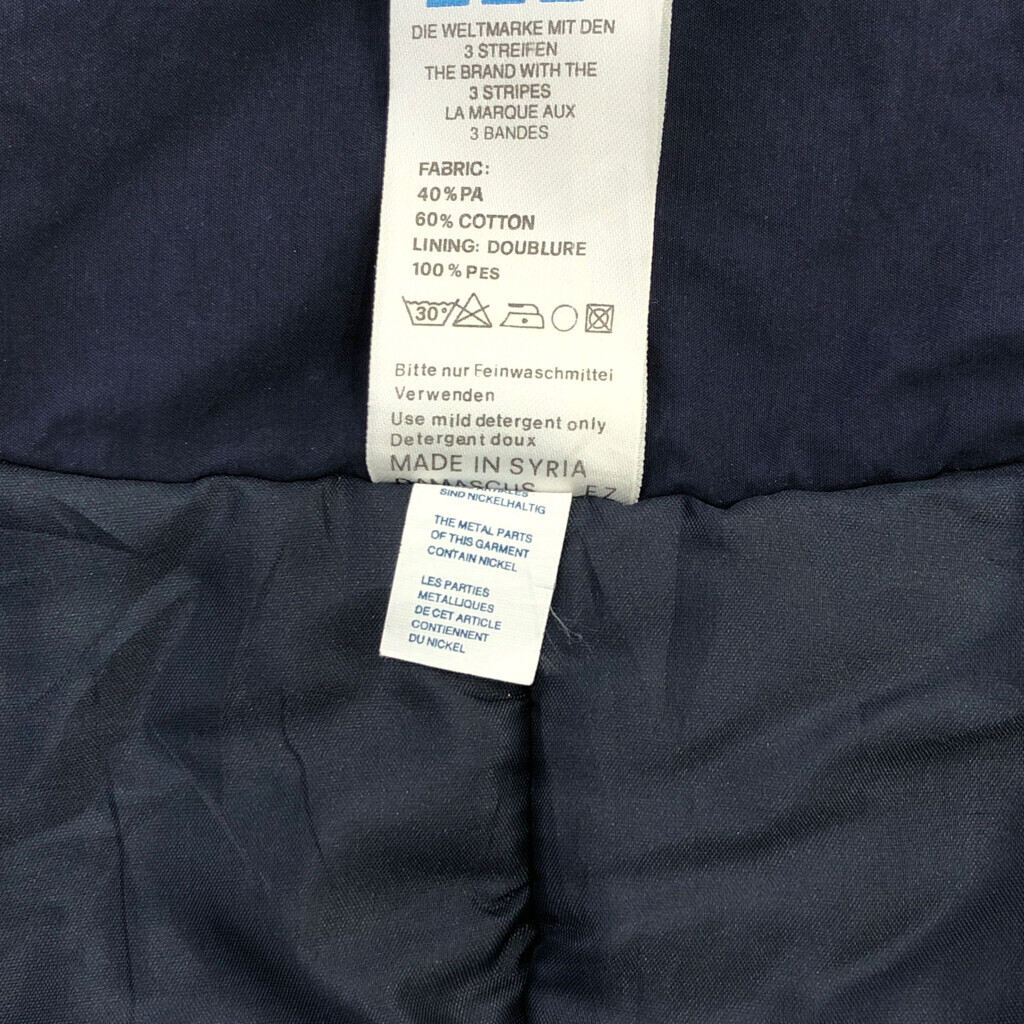 DIE WELTMARKE MIT DEN
3 STREIFEN
THE BRAND WITH THE
3 STRIPES
LA MARQUE AUX
3 BANDES
FABRIC:
40%PA
60% COTTON
LINING: DOUBLURE
100%PES
30°
Bitte nur Feinwaschmittel
Verwenden
Use mild detergent only
Detergent doux
MADE IN SYRIA
DAMASCUS
SIND NICKELHALTIG
THE METAL PARTS
OF THIS GARMENT
CONTAIN NICKEL
LES PARTIES
METALLIQUES
DE CET ARTICLE
CONTIENNENT
DU NICKEL